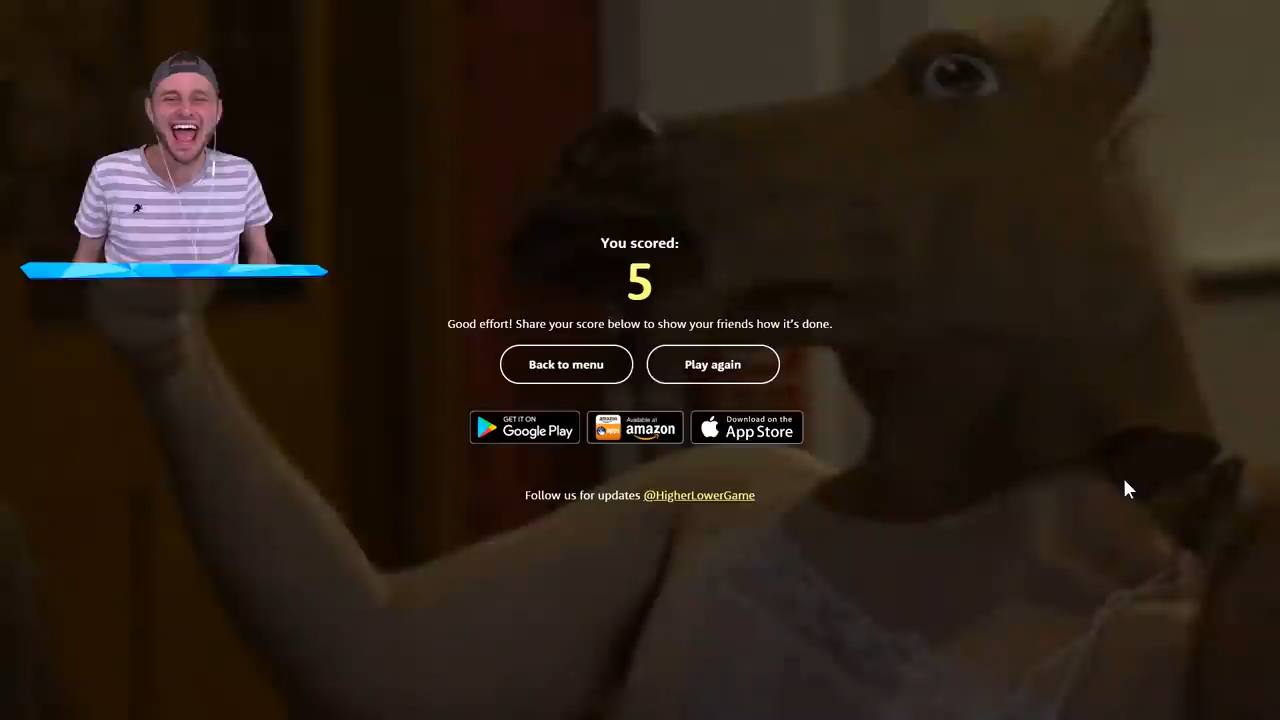 You scored:
5
Good effort! Share your score below to show your friends how it's done.
Back to menu
Play again
GET IT ON
Google Play
amazon
apps
Available at
amazon
Download on the
App Store
Follow us for updates @HigherLowerGame